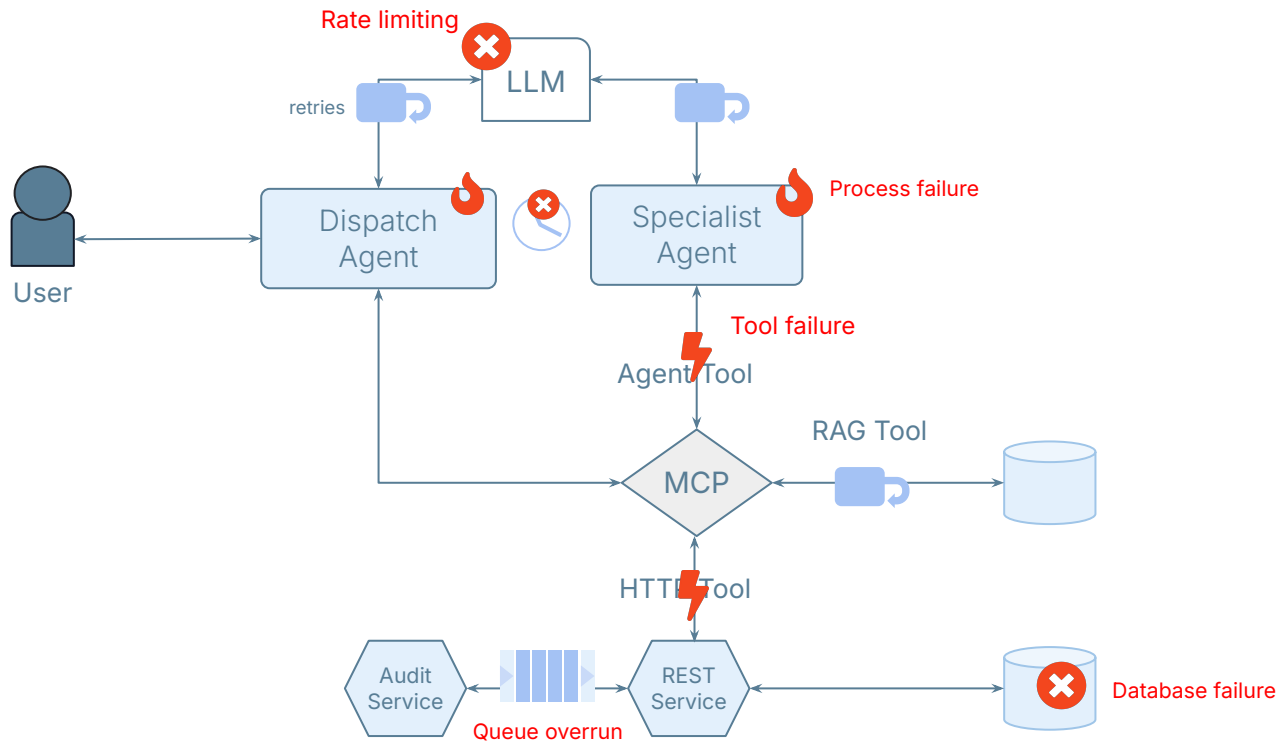 Rate limiting
LLM
retries
Dispatch
Agent
Specialist
Agent
Process failure
User
Tool failure
Agent Tool
RAG Tool
MCP
HTTP Tool
Audit
Service
REST
Service
Database failure
Queue overrun